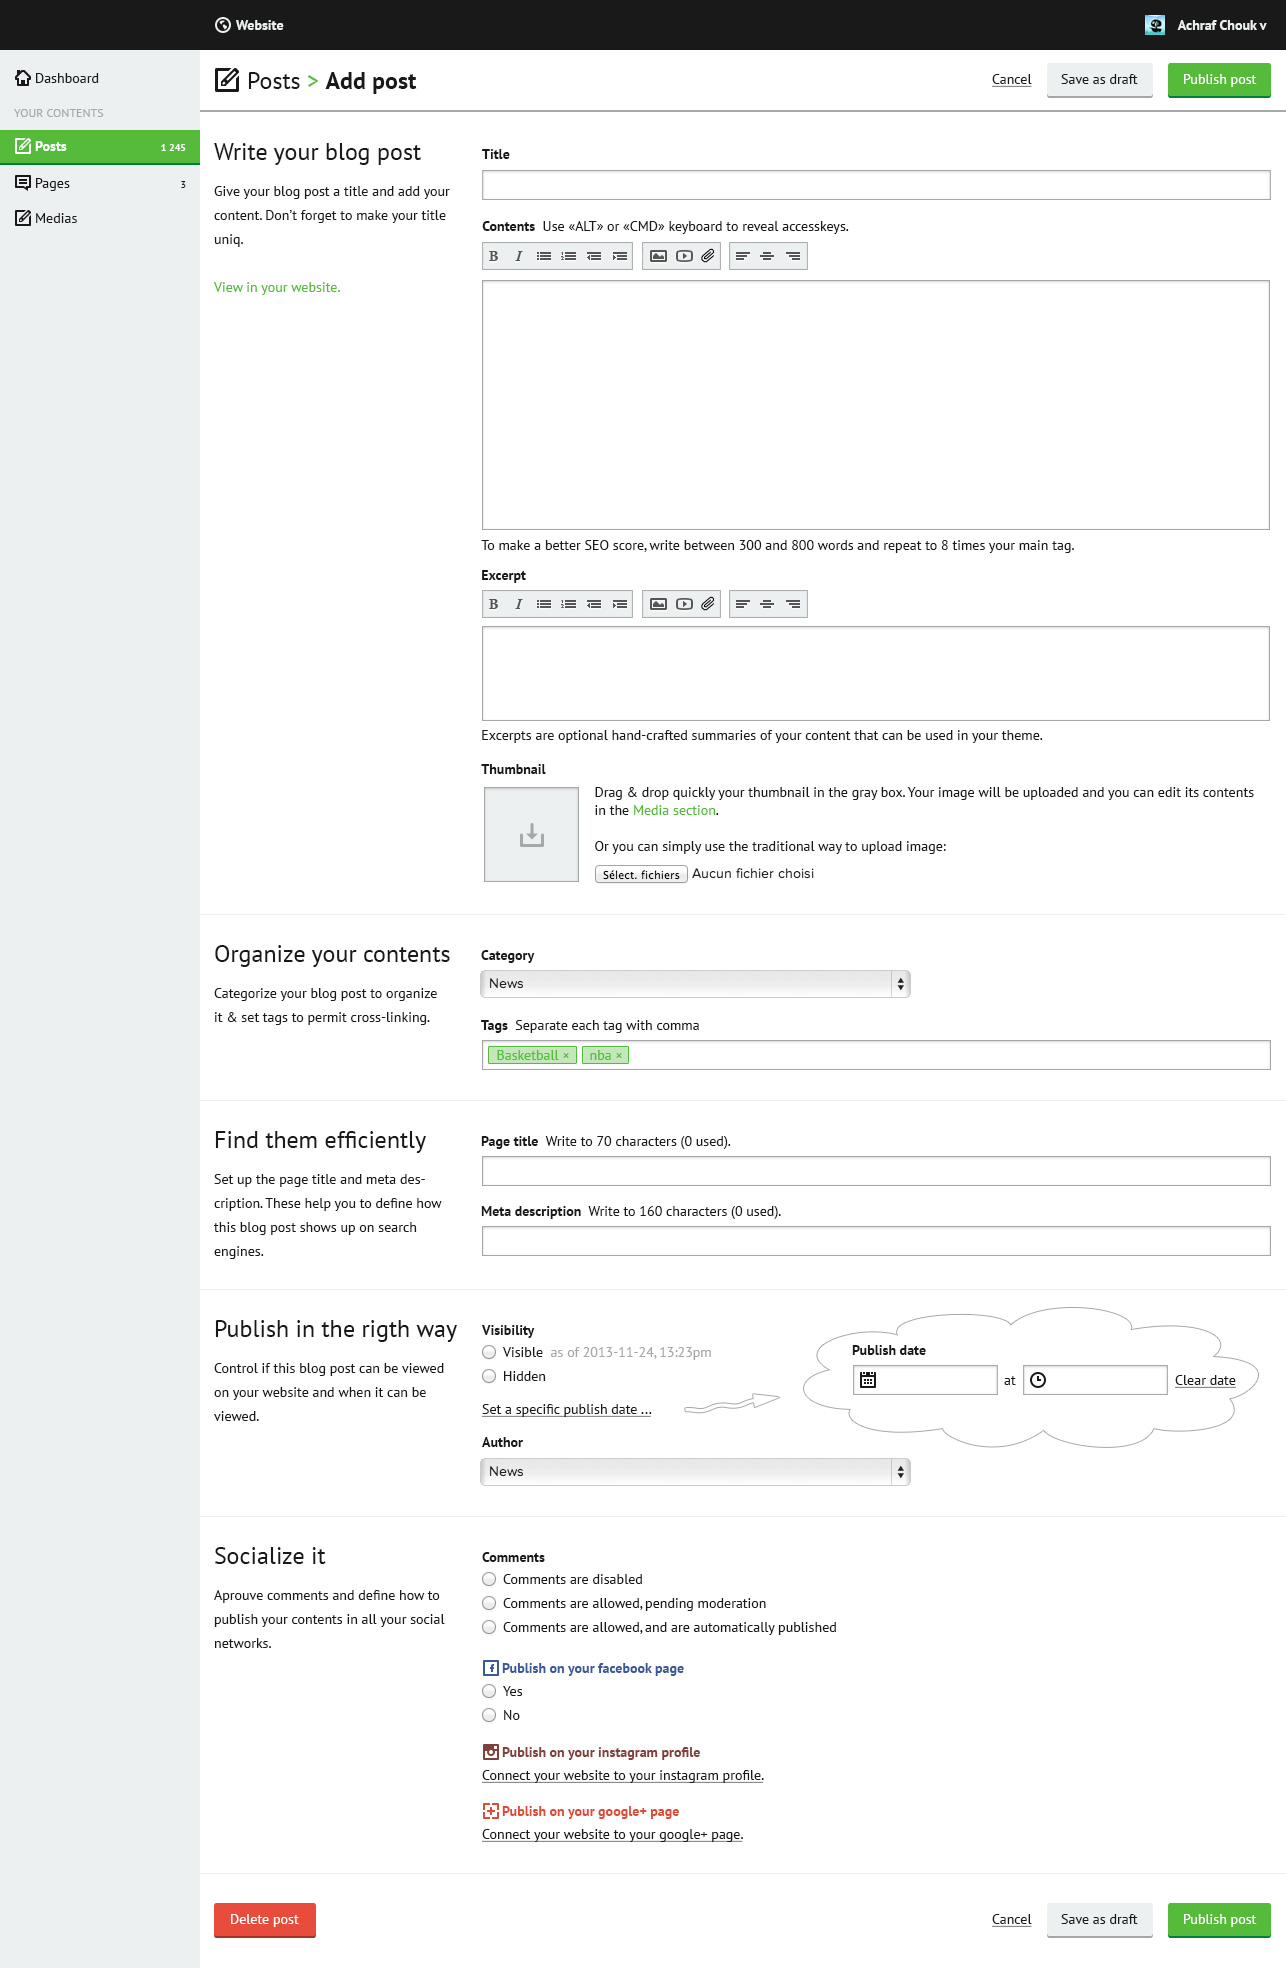 Website
Achraf Chouk v
Dashboard
YOUR CONTENTS
Posts 1 245
Pages 3
Medias
Posts > Add post
Cancel Save as draft Publish post
Write your blog post
Give your blog post a title and add your
content. Don't forget to make your title
uniq.
View in your website.
Title
Contents Use «ALT» or «CMD» keyboard to reveal accesskeys.
B I
To make a better SEO score, write between 300 and 800 words and repeat to 8 times your main tag.
Excerpt
B I
Excerpts are optional hand-crafted summaries of your content that can be used in your theme.
Thumbnail
Drag & drop quickly your thumbnail in the gray box. Your image will be uploaded and you can edit its contents
in the Media section.
Or you can simply use the traditional way to upload image:
Sélect. fichiers Aucun fichier choisi
Organize your contents
Categorize your blog post to organize
it & set tags to permit cross-linking.
Category
News
Tags Separate each tag with comma
Basketball × nba ×
Find them efficiently
Set up the page title and meta des-
cription. These help you to define how
this blog post shows up on search
engines.
Page title Write to 70 characters (0 used).
Meta description Write to 160 characters (0 used).
Publish in the rigth way
Control if this blog post can be viewed
on your website and when it can be
viewed.
Visibility
Visible as of 2013-11-24, 13:23pm
Hidden
Set a specific publish date ...
Publish date
at
Clear date
Author
News
Socialize it
Aprouve comments and define how to
publish your contents in all your social
networks.
Comments
Comments are disabled
Comments are allowed, pending moderation
Comments are allowed, and are automatically published
Publish on your facebook page
Yes
No
Publish on your instagram profile
Connect your website to your instagram profile.
Publish on your google+ page
Connect your website to your google+ page.
Delete post
Cancel Save as draft Publish post